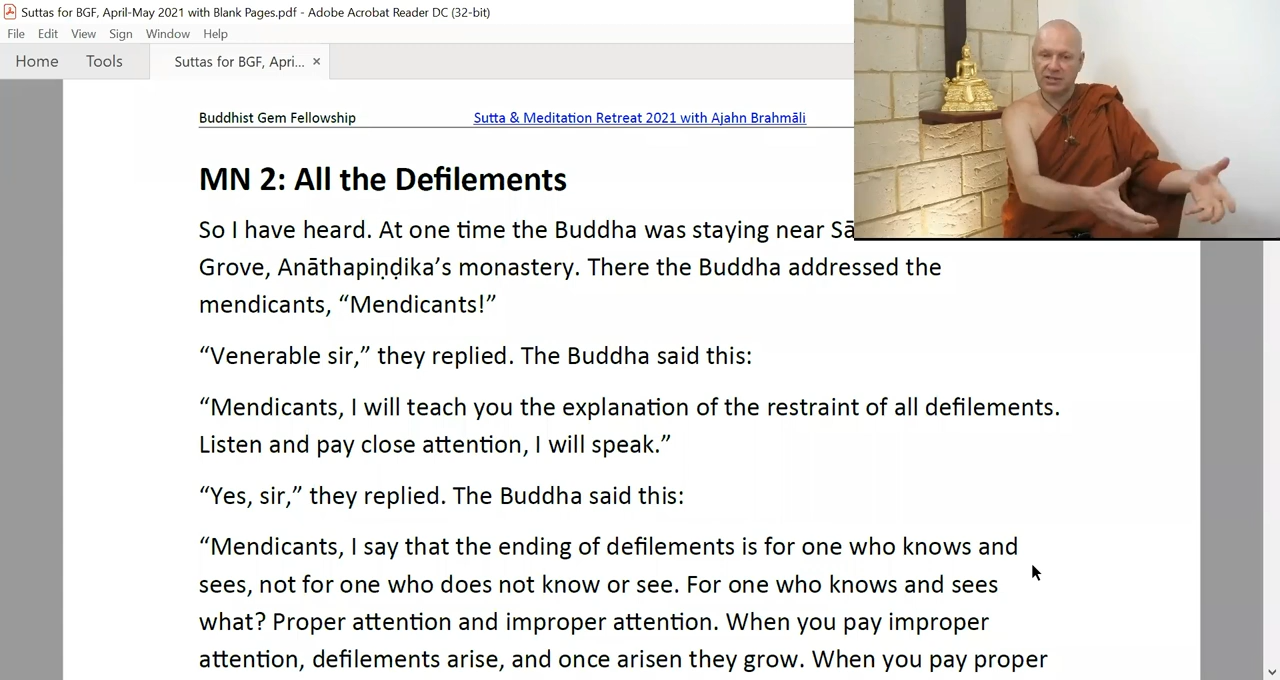 Suttas for BGF, April-May 2021 with Blank Pages.pdf - Adobe Acrobat Reader DC (32-bit)
File Edit View Sign Window Help
Home Tools Suttas for BGF, Apri... ×
Buddhist Gem Fellowship Sutta & Meditation Retreat 2021 with Ajahn Brahmāli
MN 2: All the Defilements
So I have heard. At one time the Buddha was staying near
Grove, Anāthapiṇḍika’s monastery. There the Buddha addressed the
mendicants, “Mendicants!”
“Venerable sir,” they replied. The Buddha said this:
“Mendicants, I will teach you the explanation of the restraint of all defilements.
Listen and pay close attention, I will speak.”
“Yes, sir,” they replied. The Buddha said this:
“Mendicants, I say that the ending of defilements is for one who knows and
sees, not for one who does not know or see. For one who knows and sees
what? Proper attention and improper attention. When you pay improper
attention, defilements arise, and once arisen they grow. When you pay proper